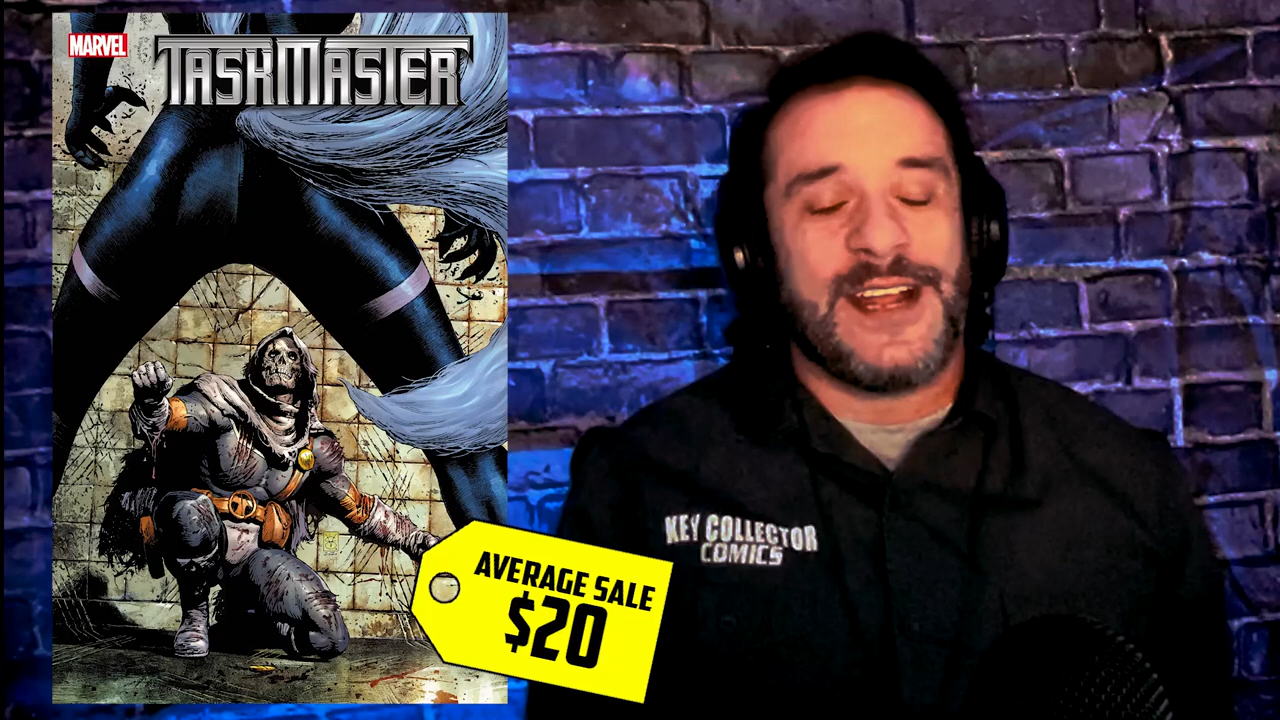 MARVEL
TASKMASTER
AVERAGE SALE
$20
KEY COLLECTOR
COMICS